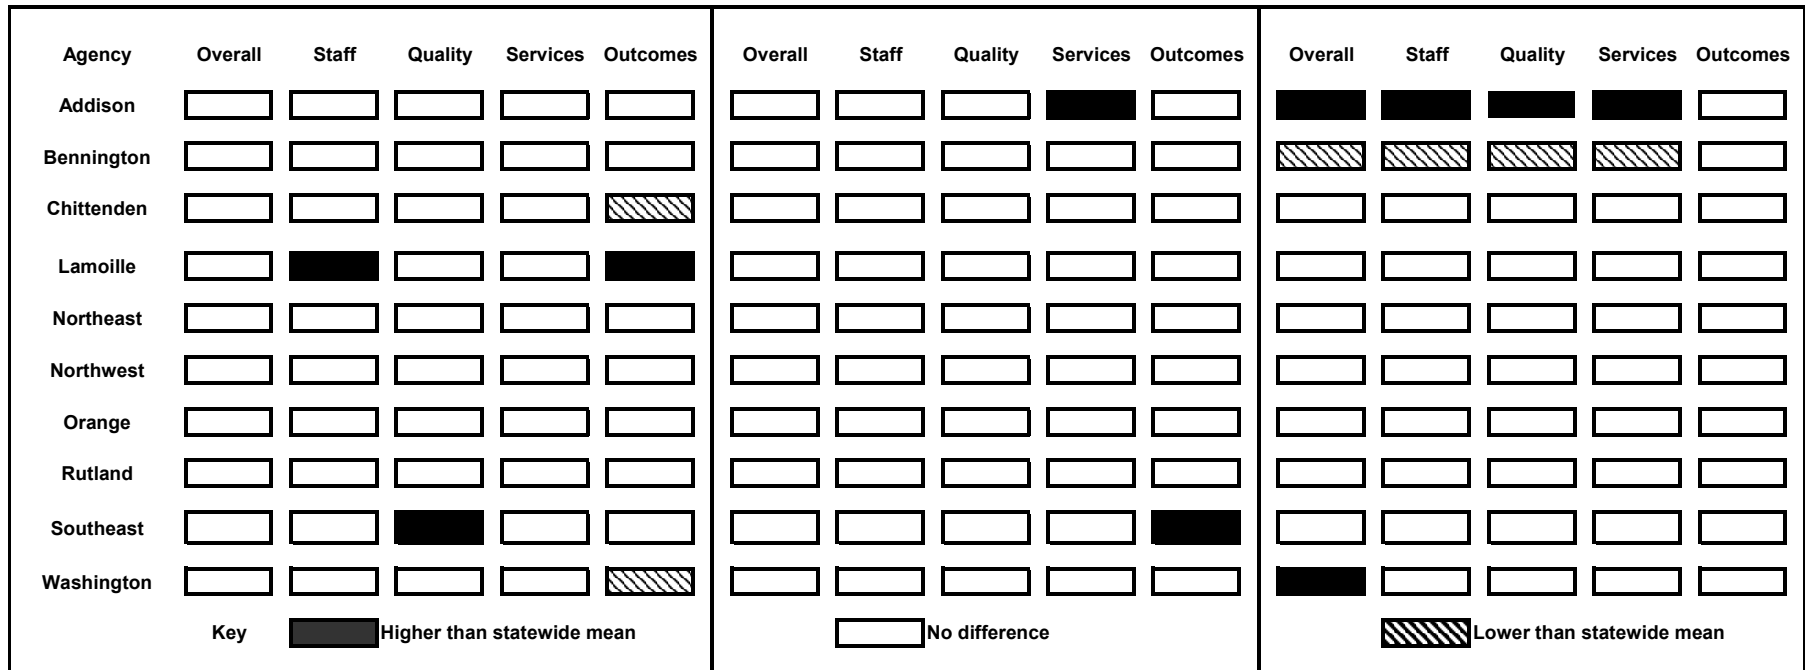 Agency Overall Staff Quality Services Outcomes Overall Staff Quality Services Outcomes Overall Staff Quality Services Outcomes
Addison
Bennington
Chittenden
Lamoille
Northeast
Northwest
Orange
Rutland
Southeast
Washington
Key Higher than statewide mean No difference Lower than statewide mean